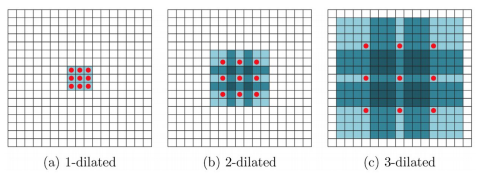 (a) 1-dilated
(b) 2-dilated
(c) 3-dilated